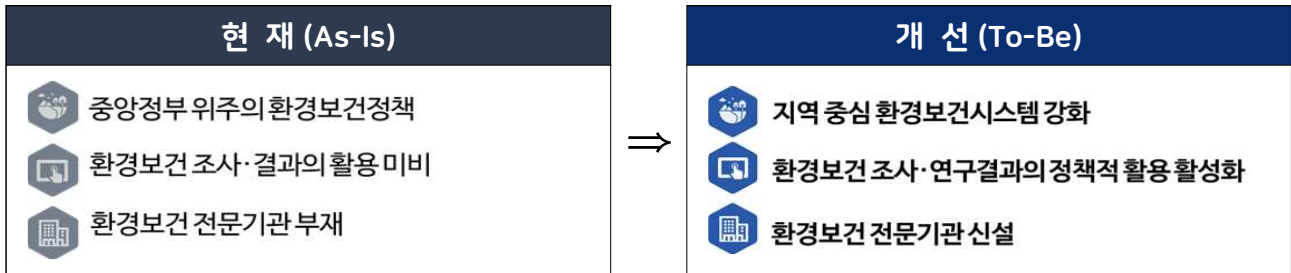 현 재 (As-Is)
중앙정부 위주의 환경보건정책
환경보건 조사·결과의 활용 미비
환경보건 전문기관 부재
⇒
개 선 (To-Be)
지역 중심 환경보건시스템 강화
환경보건 조사·연구결과의 정책적 활용 활성화
환경보건 전문기관 신설